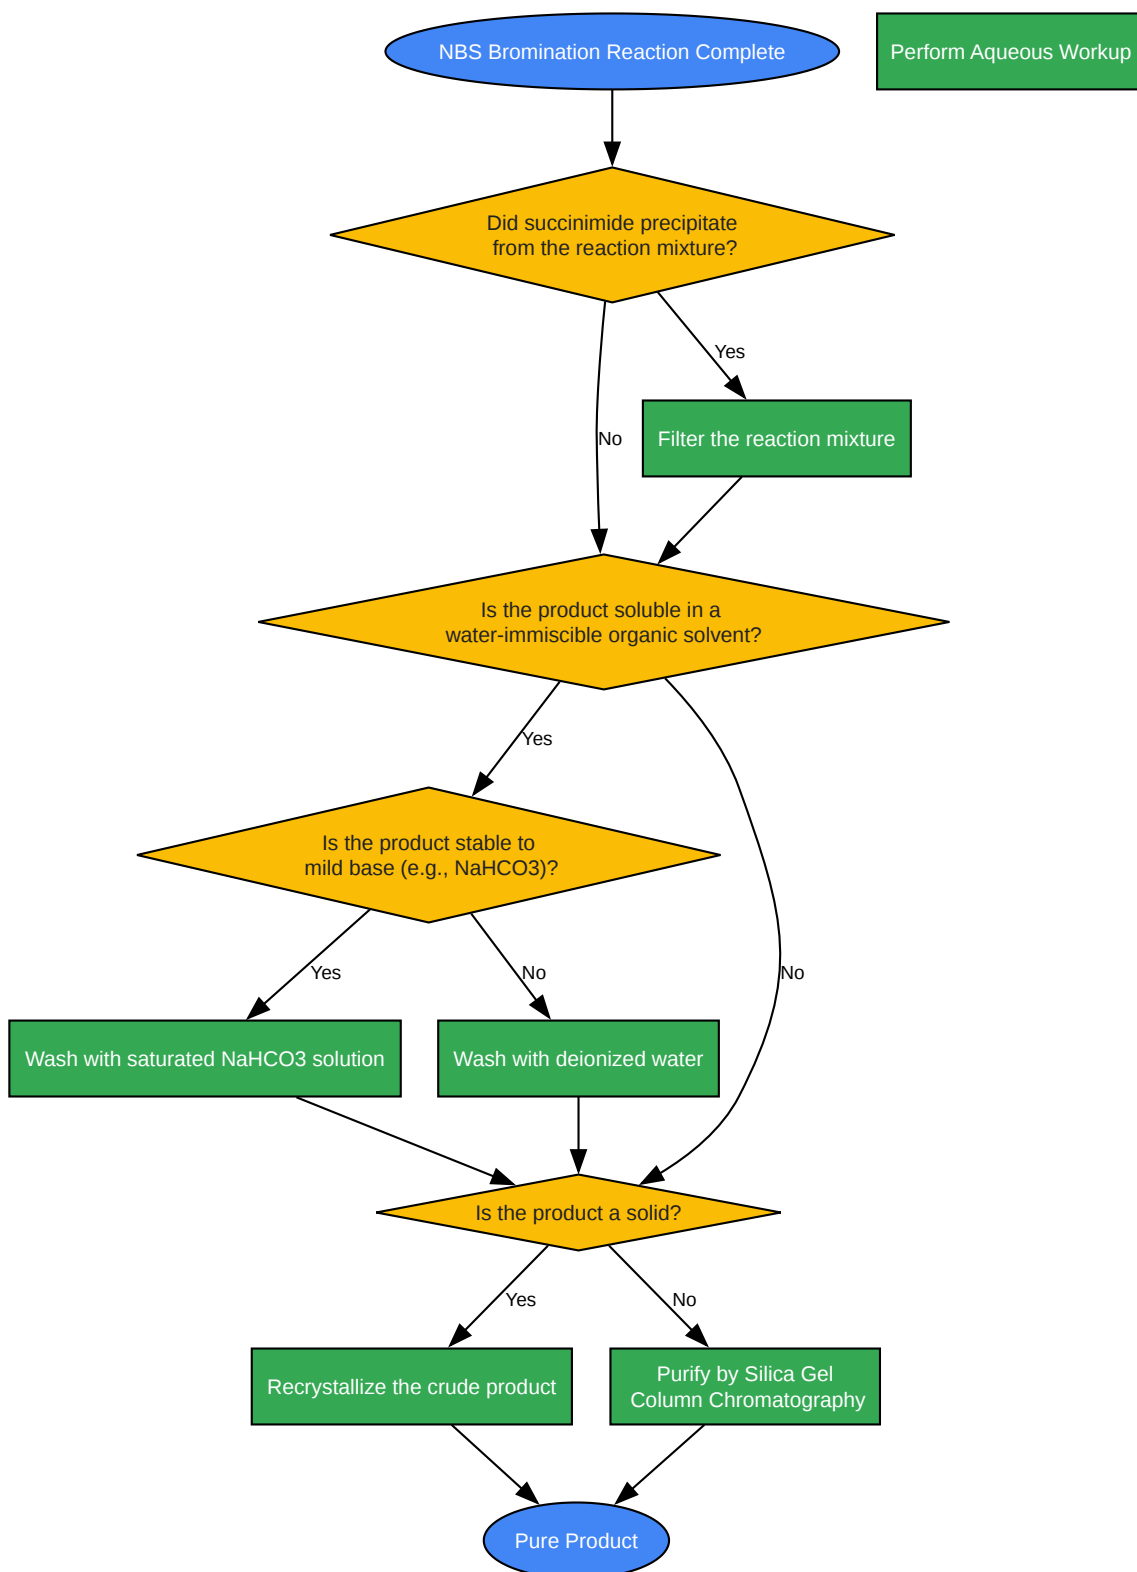 NBS Bromination Reaction Complete
Perform Aqueous Workup
Did succinimide precipitate
from the reaction mixture?
Yes
No
Filter the reaction mixture
Is the product soluble in a
water-immiscible organic solvent?
Yes
Is the product stable to
mild base (e.g., NaHCO3)?
Yes
No
No
Wash with saturated NaHCO3 solution
Wash with deionized water
Is the product a solid?
Yes
No
Recrystallize the crude product
Purify by Silica Gel
Column Chromatography
Pure Product